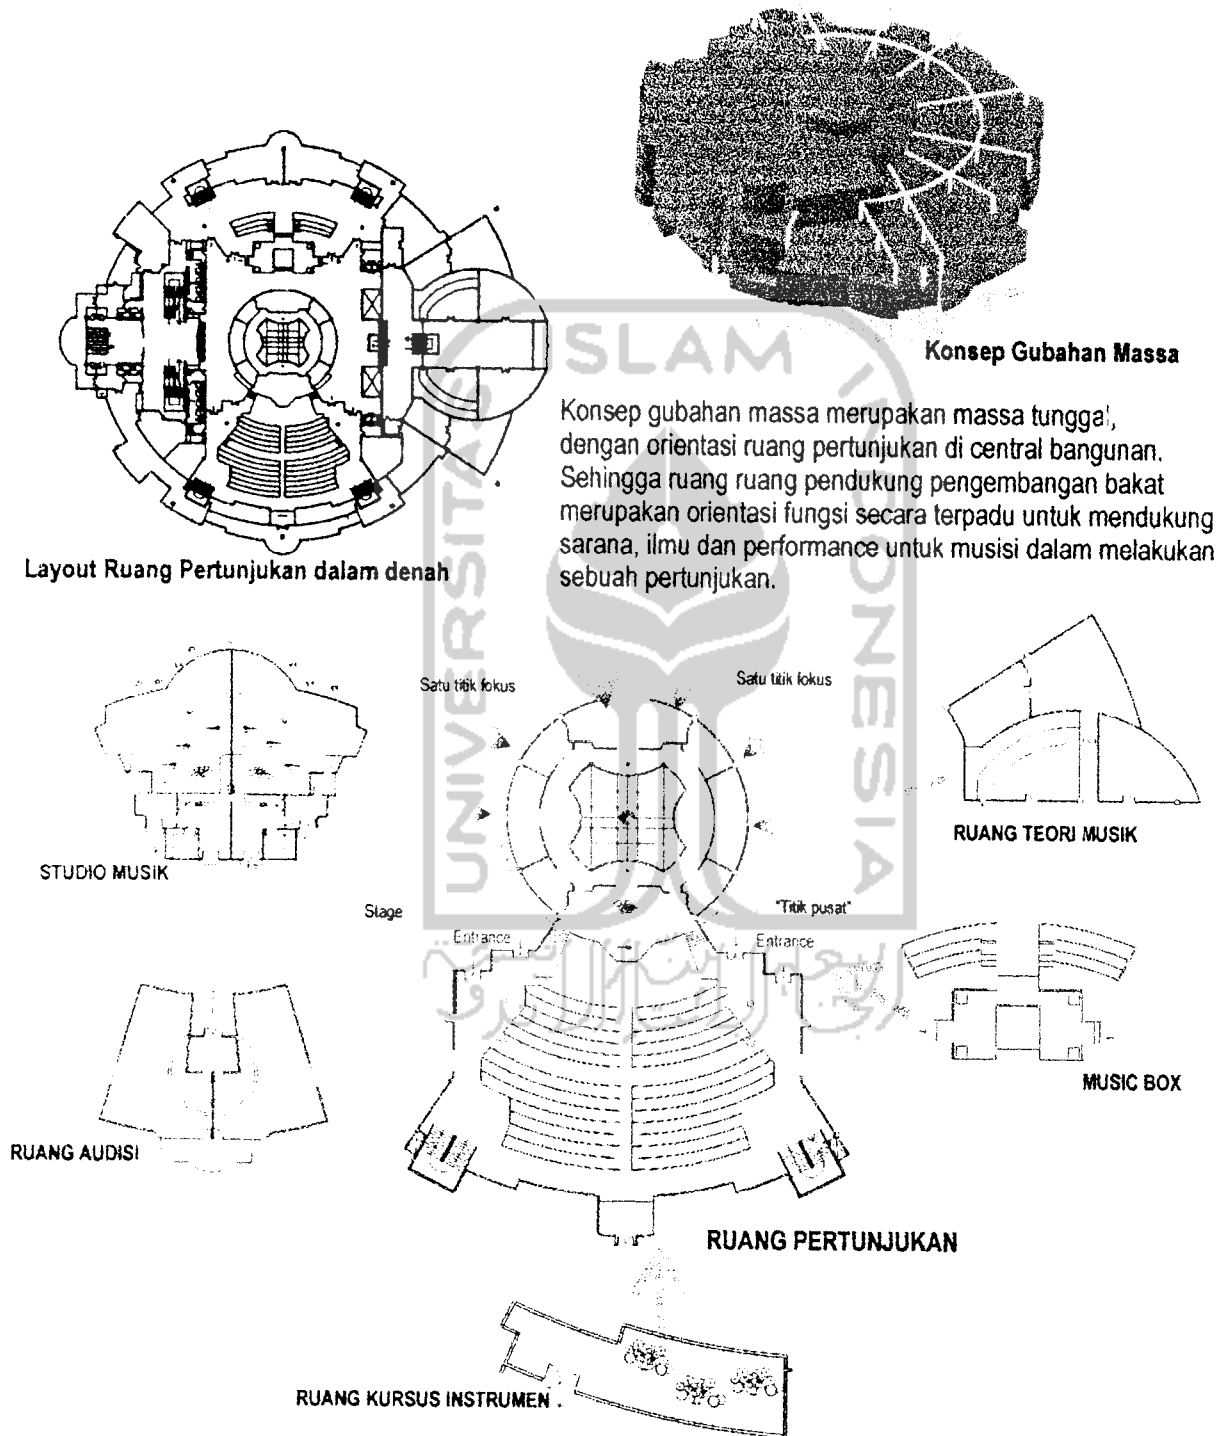 Konsep Gubahan Massa
Konsep gubahan massa merupakan massa tunggal,
dengan orientasi ruang pertunjukan di central bangunan.
Sehingga ruang ruang pendukung pengembangan bakat
merupakan orientasi fungsi secara terpadu untuk mendukung
sarana, ilmu dan performance untuk musisi dalam melakukan
sebuah pertunjukan.
Layout Ruang Pertunjukan dalam denah
Satu titik fokus
Satu titik fokus
STUDIO MUSIK
RUANG TEORI MUSIK
Stage
"Titik pusat"
Entrance
Entrance
MUSIC BOX
RUANG AUDISI
RUANG PERTUNJUKAN
RUANG KURSUS INSTRUMEN
UNIVERSITAS
ISLAM
INDONESIA